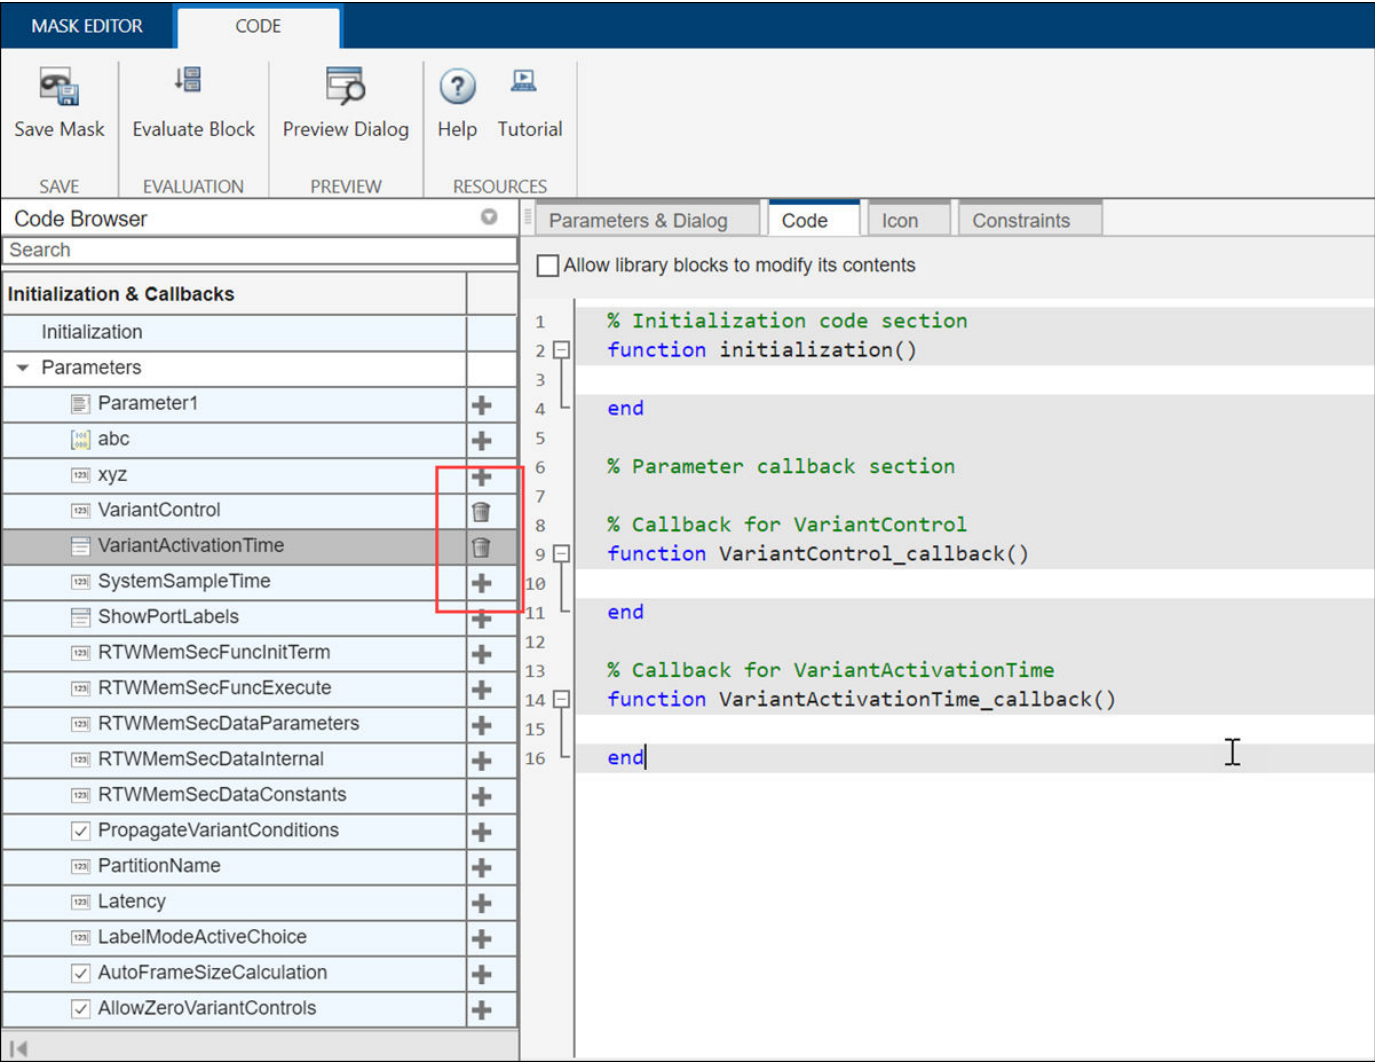 MASK EDITOR
CODE
Save Mask
Evaluate Block
Preview Dialog
Help
Tutorial
SAVE
EVALUATION
PREVIEW
RESOURCES
Code Browser
Search
Initialization & Callbacks
Initialization
Parameters
Parameter1
abc
xyz
VariantControl
VariantActivationTime
SystemSampleTime
ShowPortLabels
RTWMemSecFuncInitTerm
RTWMemSecFuncExecute
RTWMemSecDataParameters
RTWMemSecDataInternal
RTWMemSecDataConstants
PropagateVariantConditions
PartitionName
Latency
LabelModeActiveChoice
AutoFrameSizeCalculation
AllowZeroVariantControls
Parameters & Dialog
Code
Icon
Constraints
Allow library blocks to modify its contents
1 % Initialization code section
2 function initialization()
3
4 end
5
6 % Parameter callback section
7
8 % Callback for VariantControl
9 function VariantControl_callback()
10
11 end
12
13 % Callback for VariantActivationTime
14 function VariantActivationTime_callback()
15
16 end